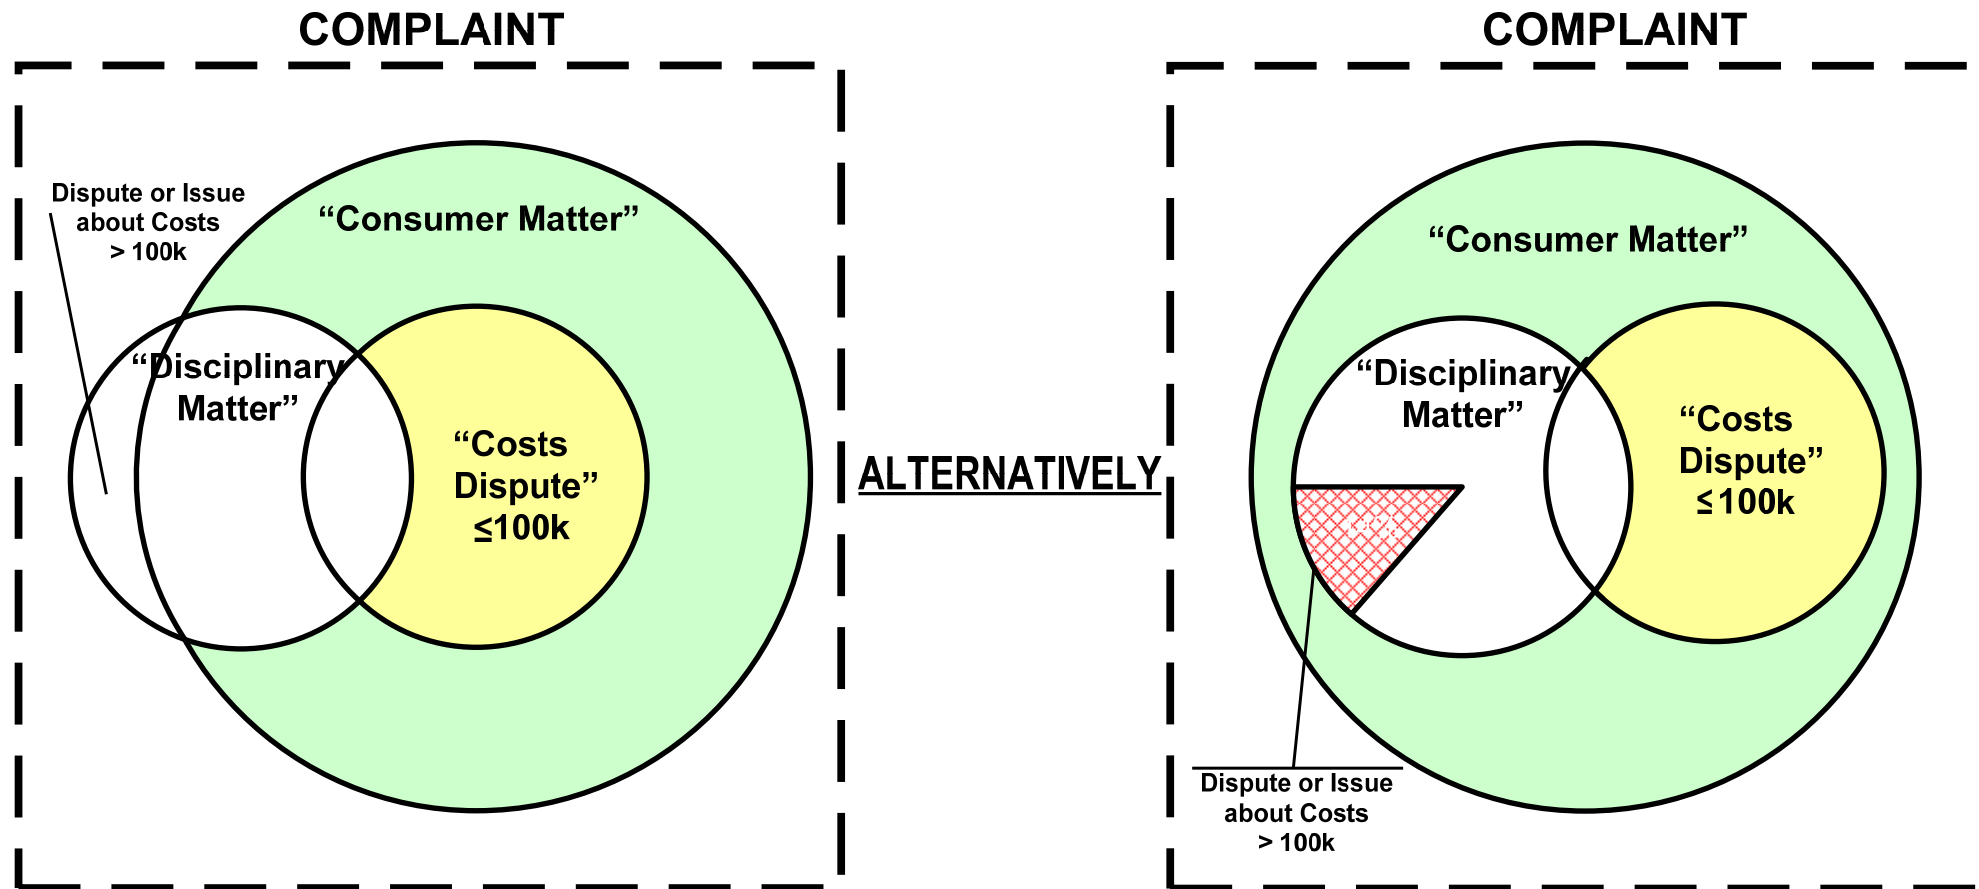 COMPLAINT
Dispute or Issue
about Costs
> 100k
“Consumer Matter”
“Disciplinary
Matter”
“Costs
Dispute”
≤100k
ALTERNATIVELY
COMPLAINT
“Consumer Matter”
“Disciplinary
Matter”
“Costs
Dispute”
≤ 100k
Dispute or Issue
about Costs
> 100k